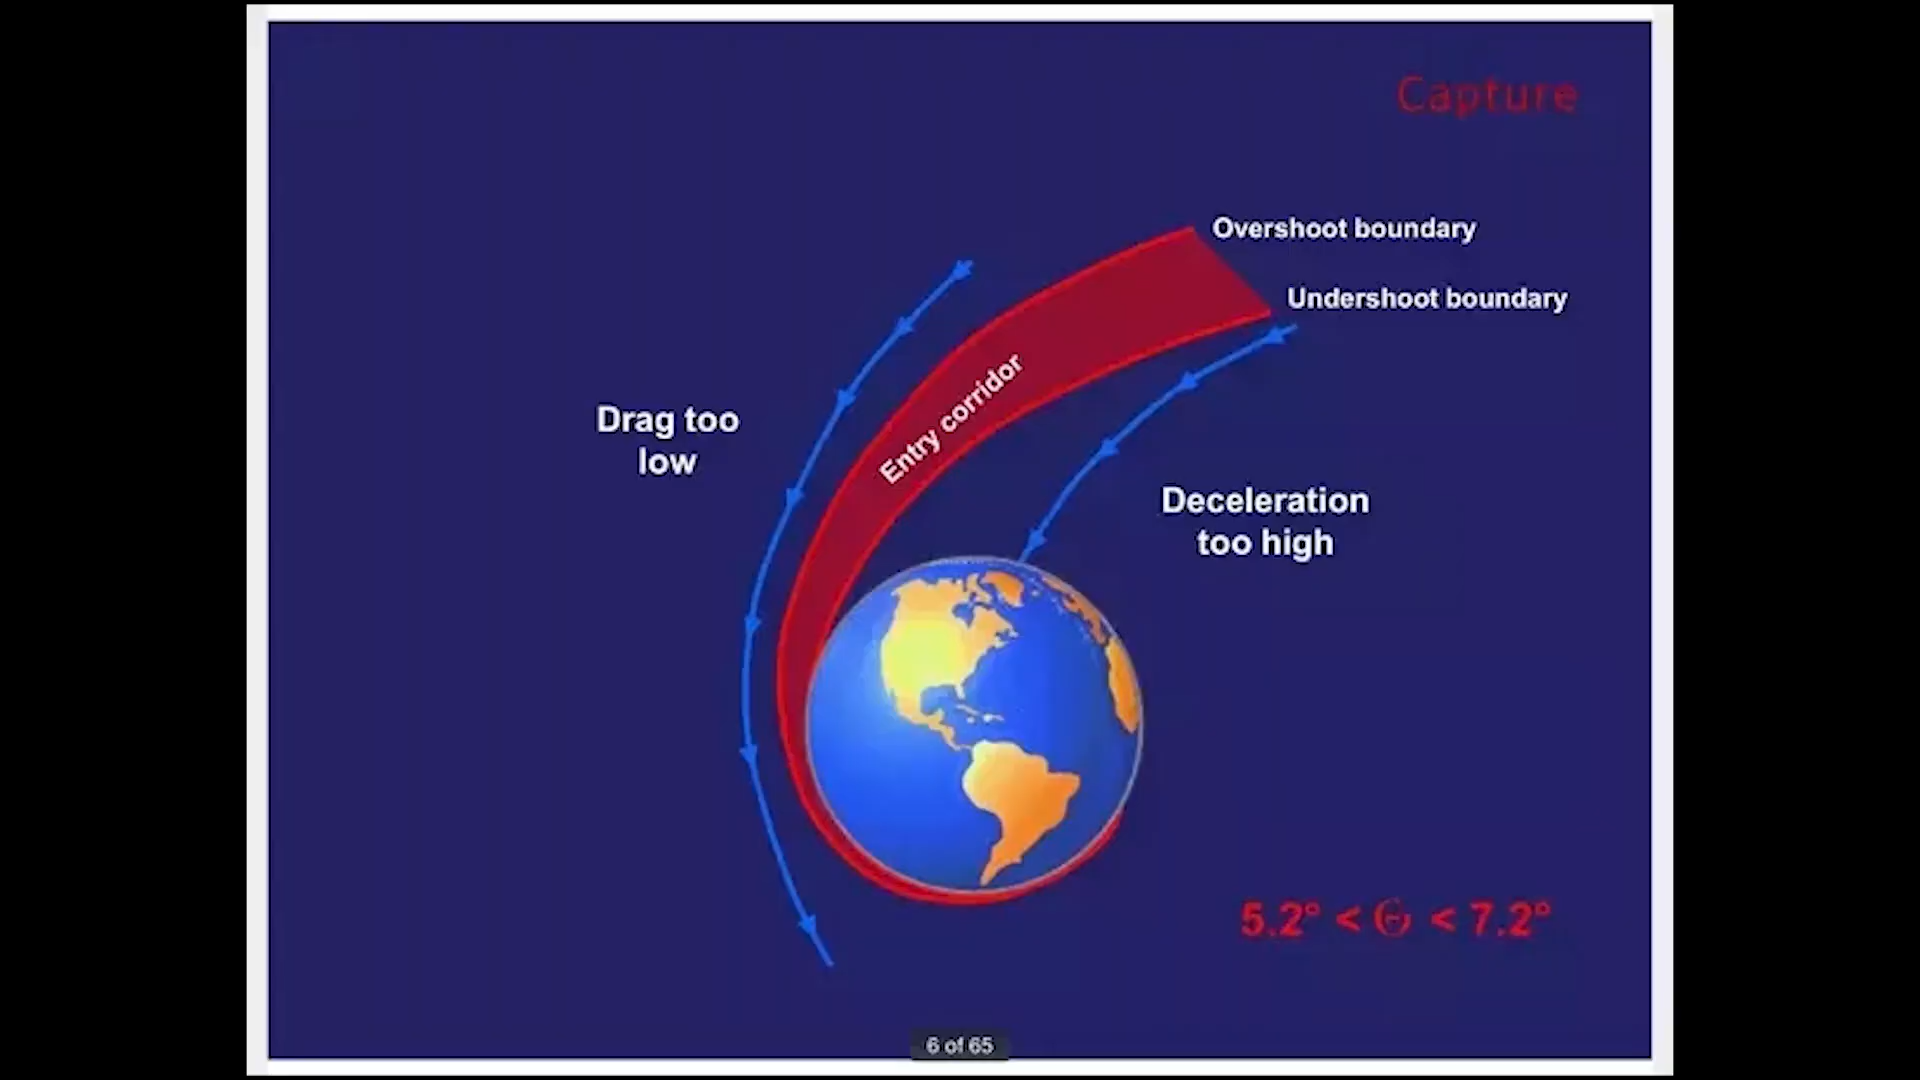 Capture
Overshoot boundary
Undershoot boundary
Entry corridor
Drag too
low
Deceleration
too high
5.2° < Θ < 7.2°
6 of 65